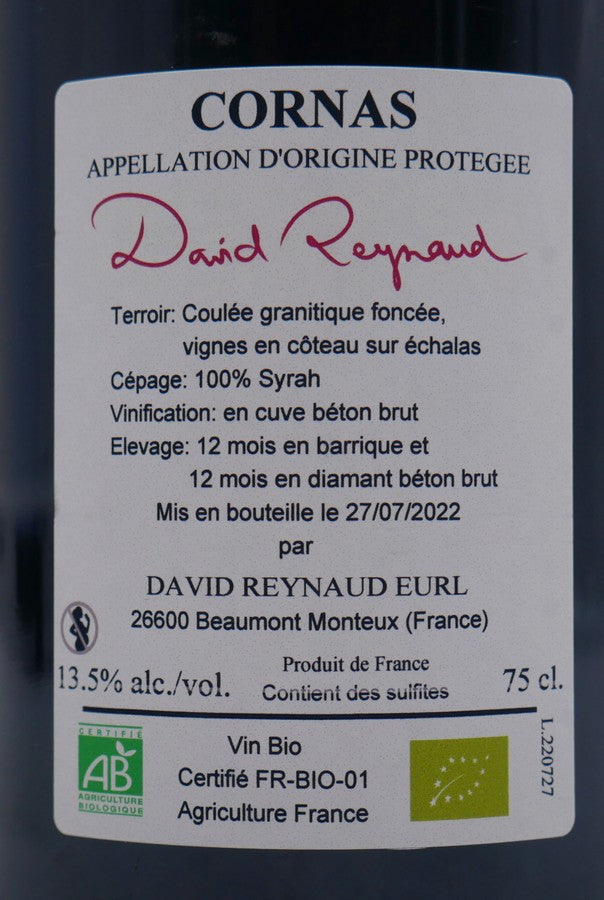 CORNAS
APPELLATION D'ORIGINE PROTEGEE
David Reynaud
Terroir: Coulée granitique foncée,
vignes en côteau sur échalas
Cépage: 100% Syrah
Vinification: en cuve béton brut
Elevage: 12 mois en barrique et
12 mois en diamant béton brut
Mis en bouteille le 27/07/2022
par
DAVID REYNAUD EURL
26600 Beaumont Monteux (France)
13.5% alc./vol.
Produit de France
Contient des sulfites
75 cl.
CERTIFIÉ
AB
AGRICULTURE
BIOLOGIQUE
Vin Bio
Certifié FR-BIO-01
Agriculture France
L.220727